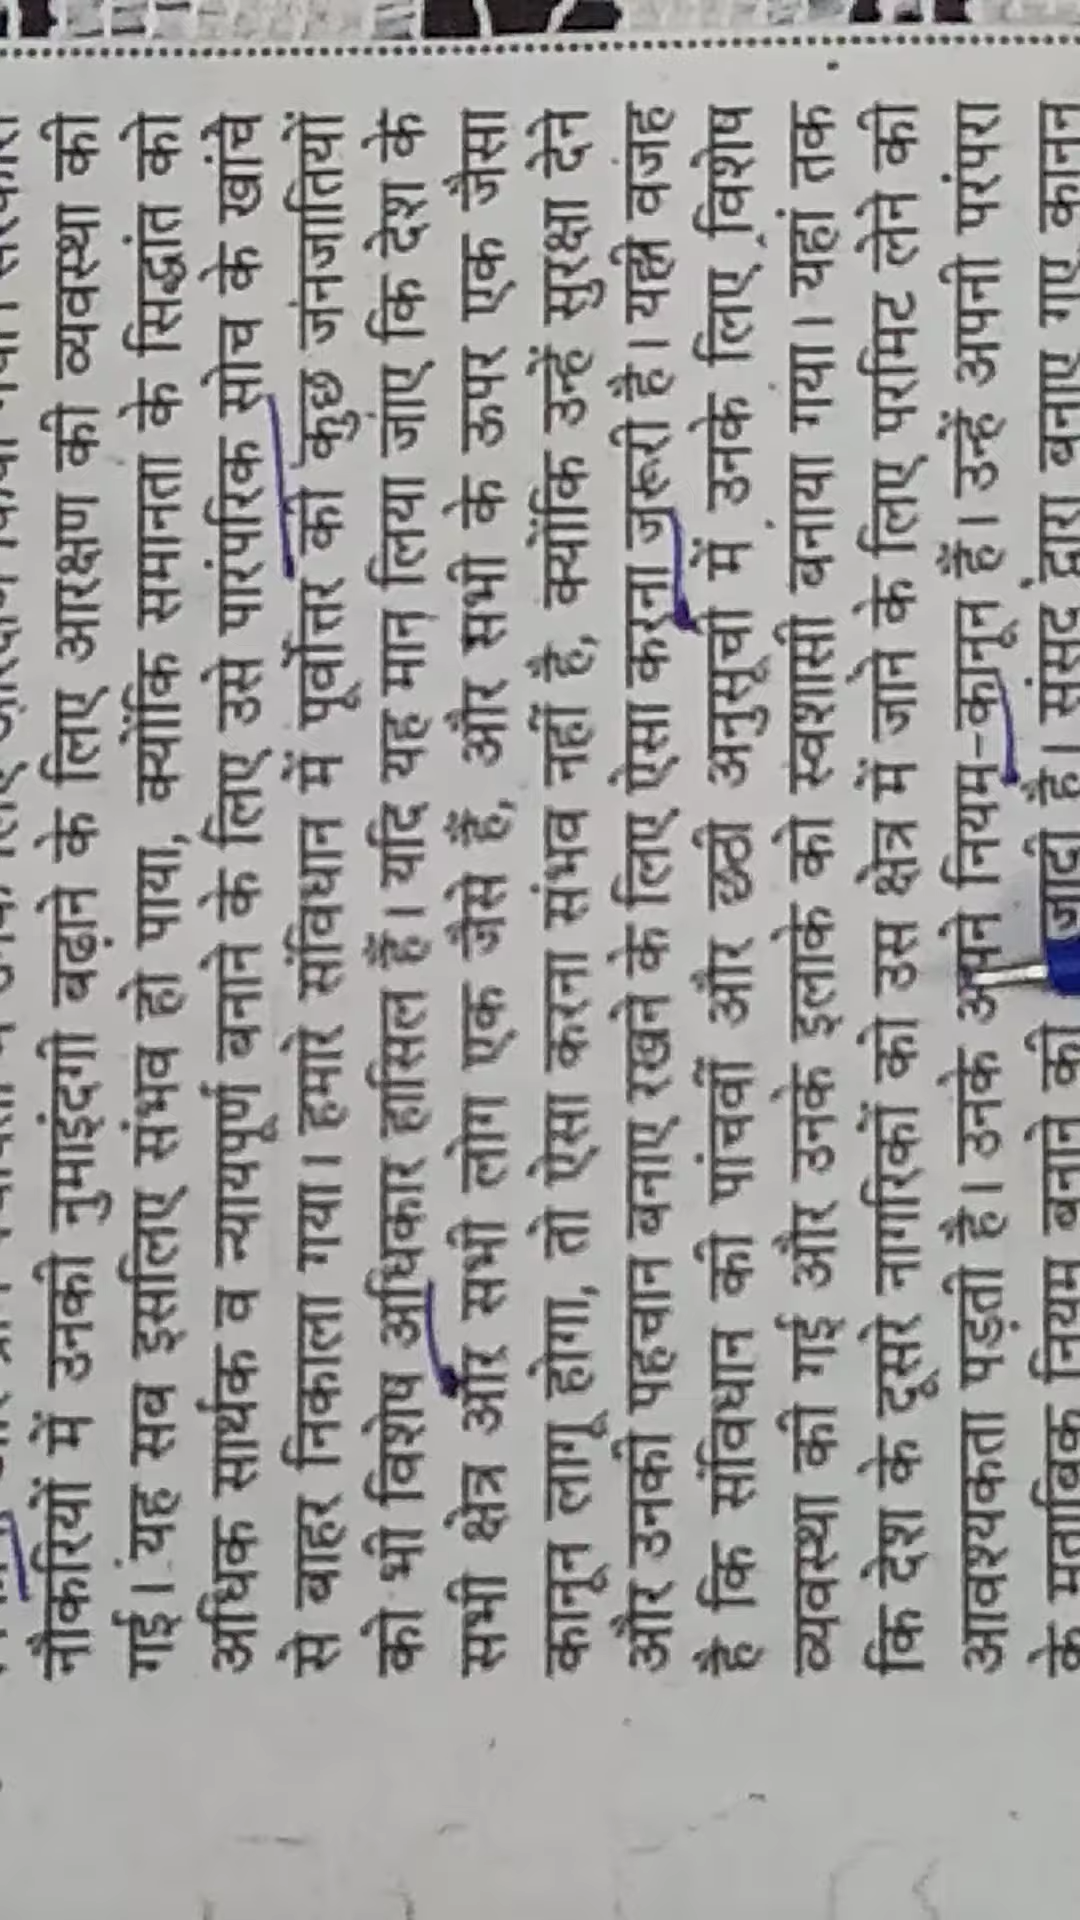 नौकरियों में उनकी नुमाइंदगी बढ़ाने के लिए आरक्षण की व्यवस्था की
गई। यह सब इसलिए संभव हो पाया, क्योंकि समानता के सिद्धांत को
अधिक सार्थक व न्यायपूर्ण बनाने के लिए उसे पारंपरिक सोच के खांचे
से बाहर निकाला गया। हमारे संविधान में पूर्वोत्तर की कुछ जनजातियों
को भी विशेष अधिकार हासिल हैं। यदि यह मान लिया जाए कि देश के
सभी क्षेत्र और सभी लोग एक जैसे हैं, और सभी के ऊपर एक जैसा
कानून लागू होगा, तो ऐसा करना संभव नहीं है, क्योंकि उन्हें सुरक्षा देने
और उनकी पहचान बनाए रखने के लिए ऐसा करना जरूरी है। यही वजह
है कि संविधान की पांचवीं और छठी अनुसूची में उनके लिए विशेष
व्यवस्था की गई और उनके इलाके को स्वशासी बनाया गया। यहां तक
कि देश के दूसरे नागरिकों को उस क्षेत्र में जाने के लिए परमिट लेने की
आवश्यकता पड़ती है। उनके अपने नियम-कानून हैं। उन्हें अपनी परंपरा
के मुताबिक नियम बनाने की है। संसद द्वारा बनाए गए कानून